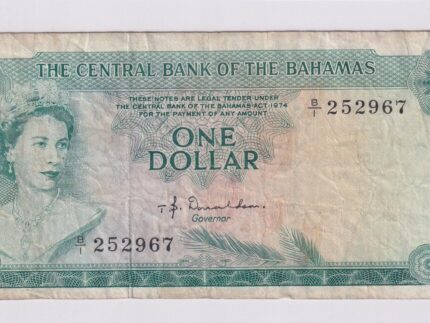 THE CENTRAL BANK OF THE BAHAMAS
THESE NOTES ARE LEGAL TENDER UNDER
THE CENTRAL BANK OF THE BAHAMAS ACT 1974
FOR THE PAYMENT OF ANY AMOUNT
B/1 252967
ONE
DOLLAR
T. B. Donaldson.
Governor
B/1 252967